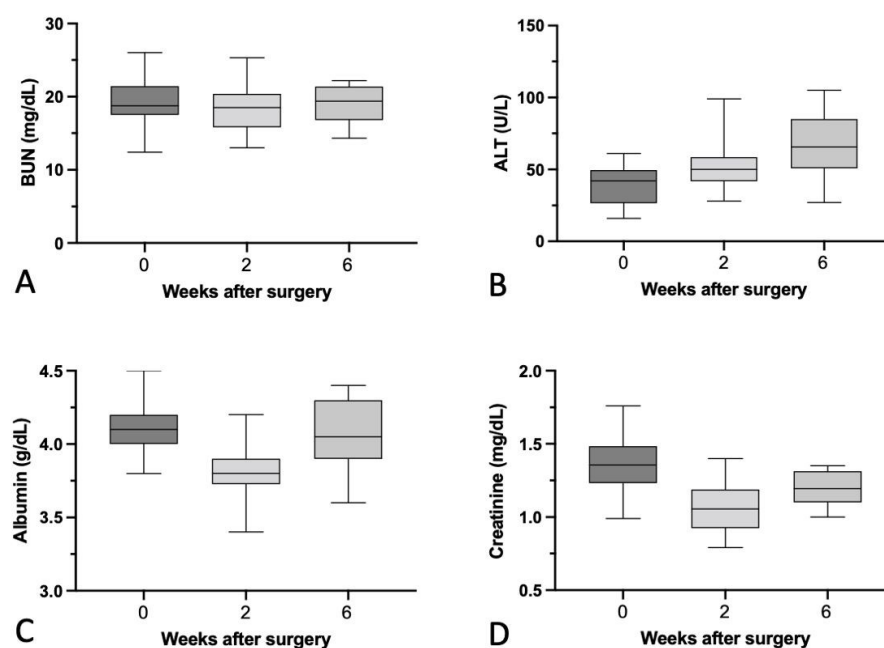 30
20
10
0
BUN (mg/dL)
0 2 6
Weeks after surgery
A
150
100
50
0
ALT (U/L)
0 2 6
Weeks after surgery
B
4.5
4.0
3.5
3.0
Albumin (g/dL)
0 2 6
Weeks after surgery
C
2.0
1.5
1.0
0.5
Creatinine (mg/dL)
0 2 6
Weeks after surgery
D